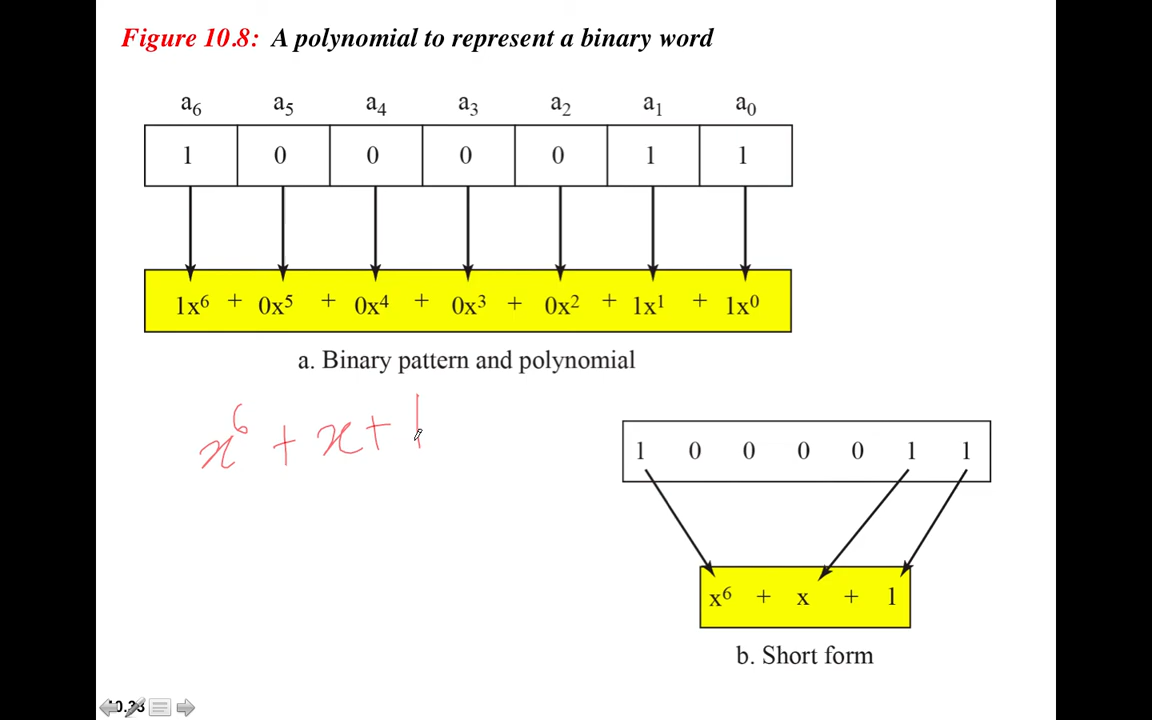 Figure 10.8: A polynomial to represent a binary word
a₆ a₅ a₄ a₃ a₂ a₁ a₀
1 0 0 0 0 1 1
1x⁶ + 0x⁵ + 0x⁴ + 0x³ + 0x² + 1x¹ + 1x⁰
a. Binary pattern and polynomial
x⁶ + x + 1
1 0 0 0 0 1 1
x⁶ + x + 1
b. Short form